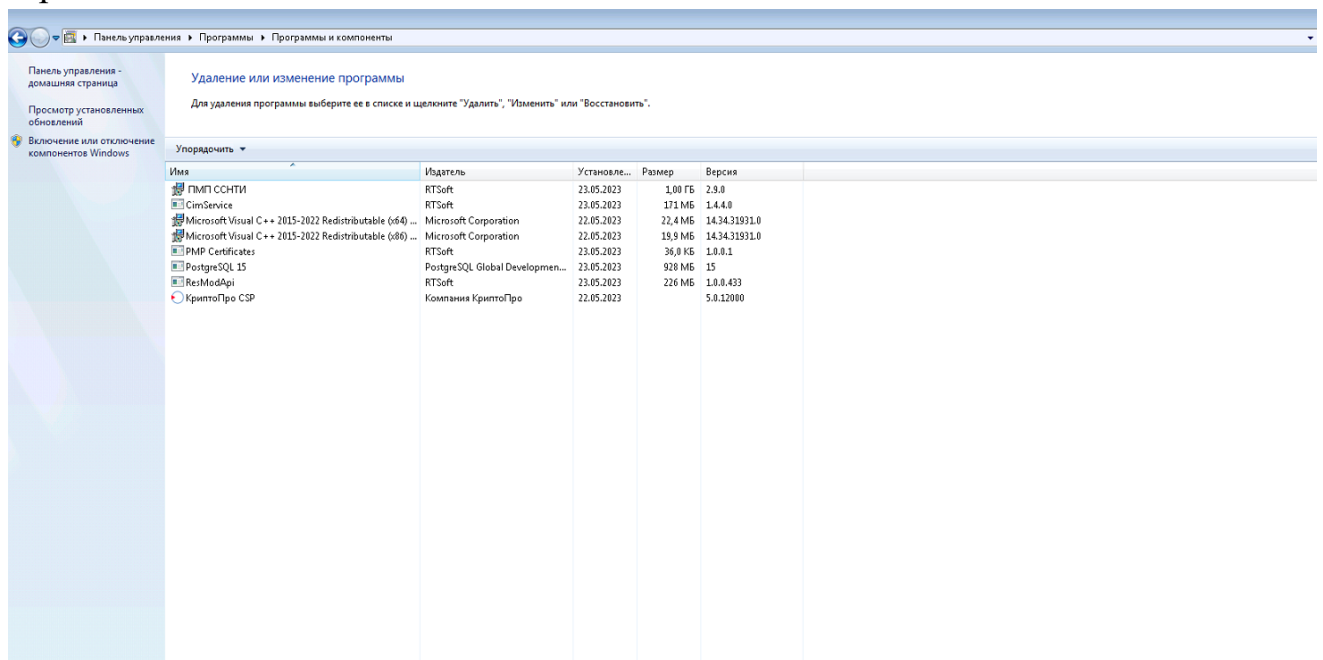 Панель управления ▸ Программы ▸ Программы и компоненты
Панель управления -
домашняя страница
Просмотр установленных
обновлений
Включение или отключение
компонентов Windows
Удаление или изменение программы
Для удаления программы выберите ее в списке и щелкните "Удалить", "Изменить" или "Восстановить".
Упорядочить
Имя Издатель Установле... Размер Версия
ПМП ССНТИ RTSoft 23.05.2023 1,00 ГБ 2.9.0
CimService RTSoft 23.05.2023 171 МБ 1.4.4.0
Microsoft Visual C++ 2015-2022 Redistributable (x64) ... Microsoft Corporation 22.05.2023 22,4 МБ 14.34.31931.0
Microsoft Visual C++ 2015-2022 Redistributable (x86) ... Microsoft Corporation 22.05.2023 19,9 МБ 14.34.31931.0
PMP Certificates RTSoft 23.05.2023 36,0 КБ 1.0.0.1
PostgreSQL 15 PostgreSQL Global Developmen... 23.05.2023 928 МБ 15
ResModApi RTSoft 23.05.2023 226 МБ 1.0.0.433
КриптоПро CSP Компания КриптоПро 22.05.2023 5.0.12000